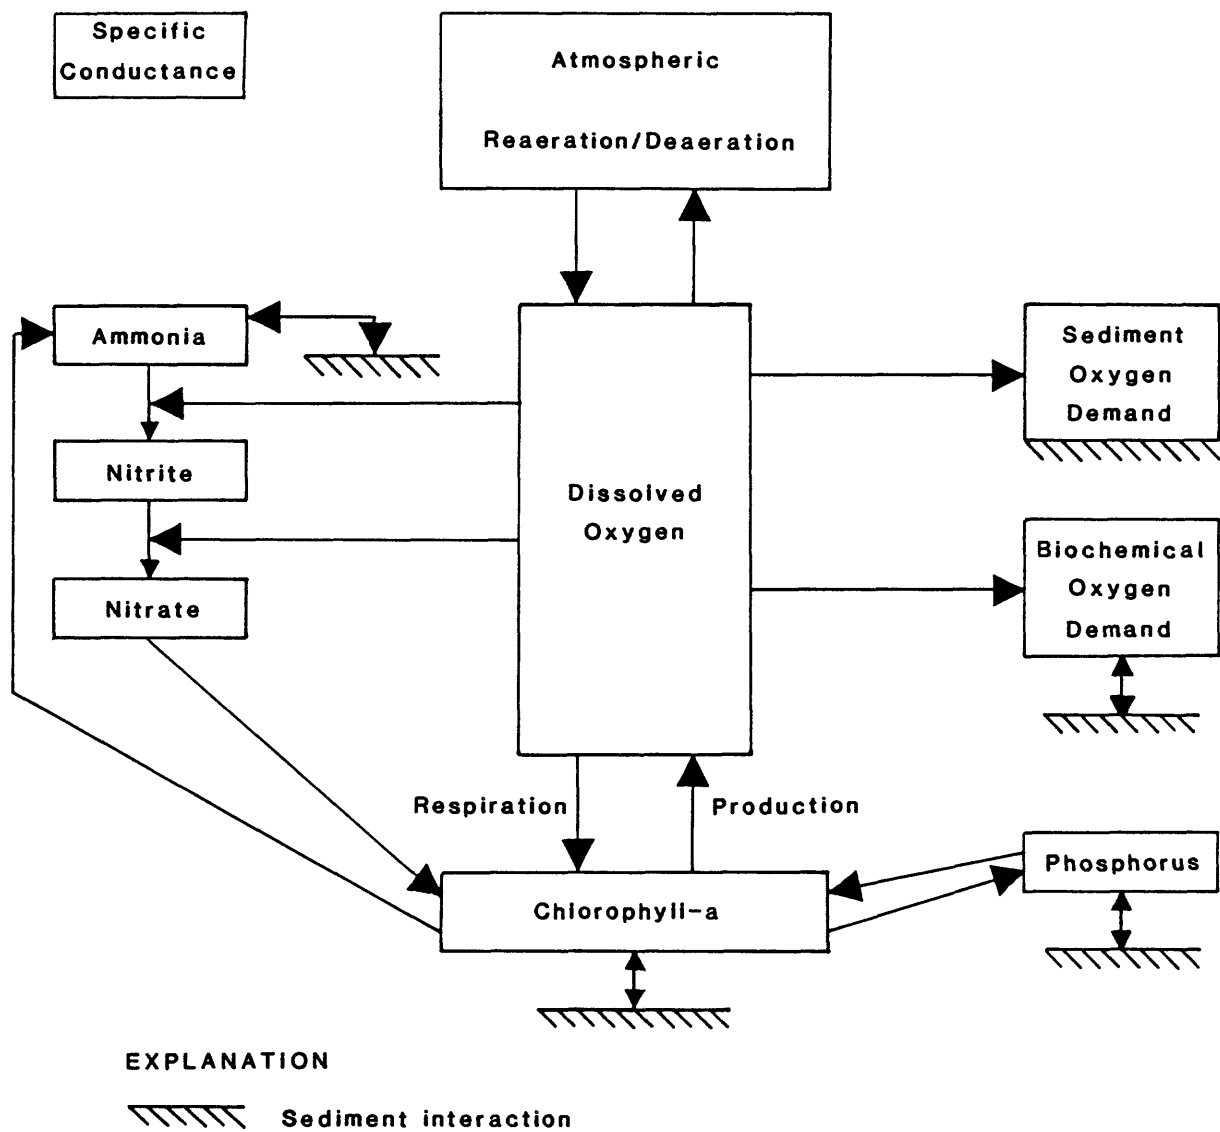 Specific
Conductance
Atmospheric
Reaeration/Deaeration
Ammonia
Nitrite
Nitrate
Dissolved
Oxygen
Sediment
Oxygen
Demand
Biochemical
Oxygen
Demand
Respiration
Production
Chlorophyll-a
Phosphorus
EXPLANATION
Sediment interaction